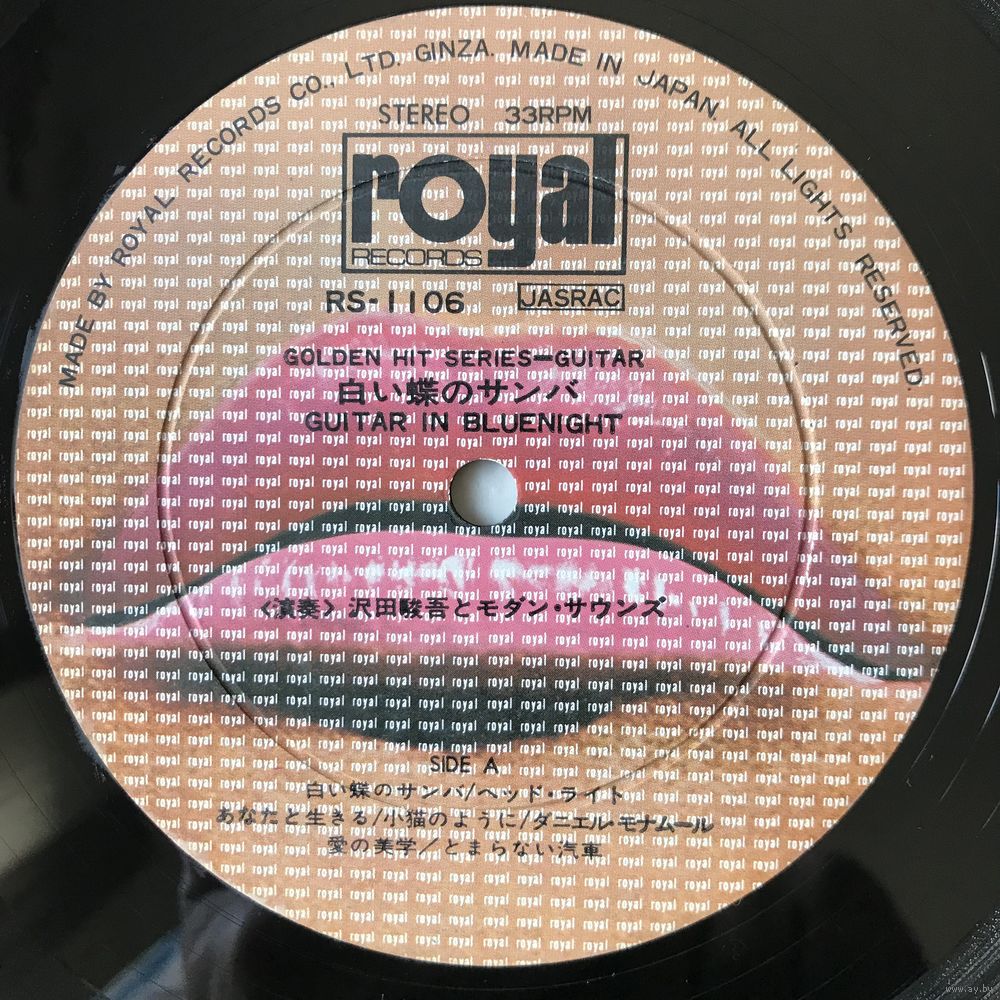 MADE BY ROYAL RECORDS CO., LTD. GINZA. MADE IN JAPAN. ALL LIGHTS RESERVED.
STEREO 33RPM
royal
RECORDS
RS-1106 JASRAC
GOLDEN HIT SERIES—GUITAR
白い蝶のサンバ
GUITAR IN BLUENIGHT
<演奏> 沢田駿吾とモダン・サウンズ
SIDE A
白い蝶のサンバ/ヘッド・ライト
あなたと生きる/小猫のように/ダニエル・モナムール
愛の美学/とまらない汽車
www.ay.by